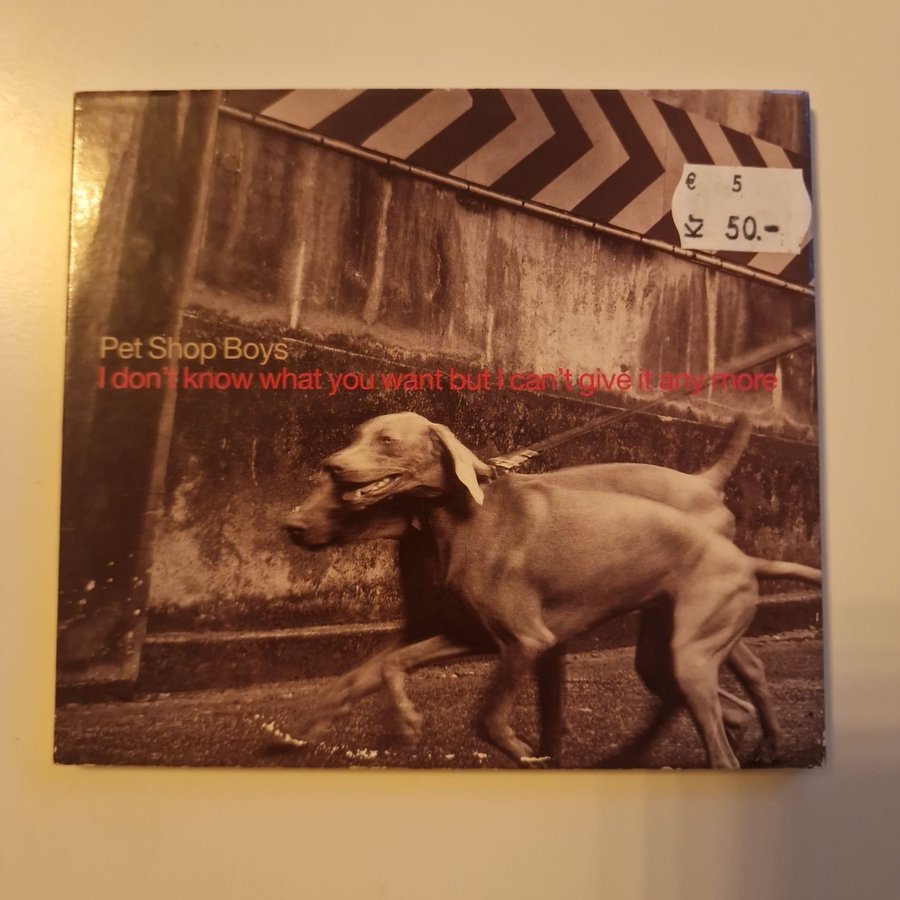 € 5
Kr 50.-
Pet Shop Boys
I don't know what you want but I can't give it any more